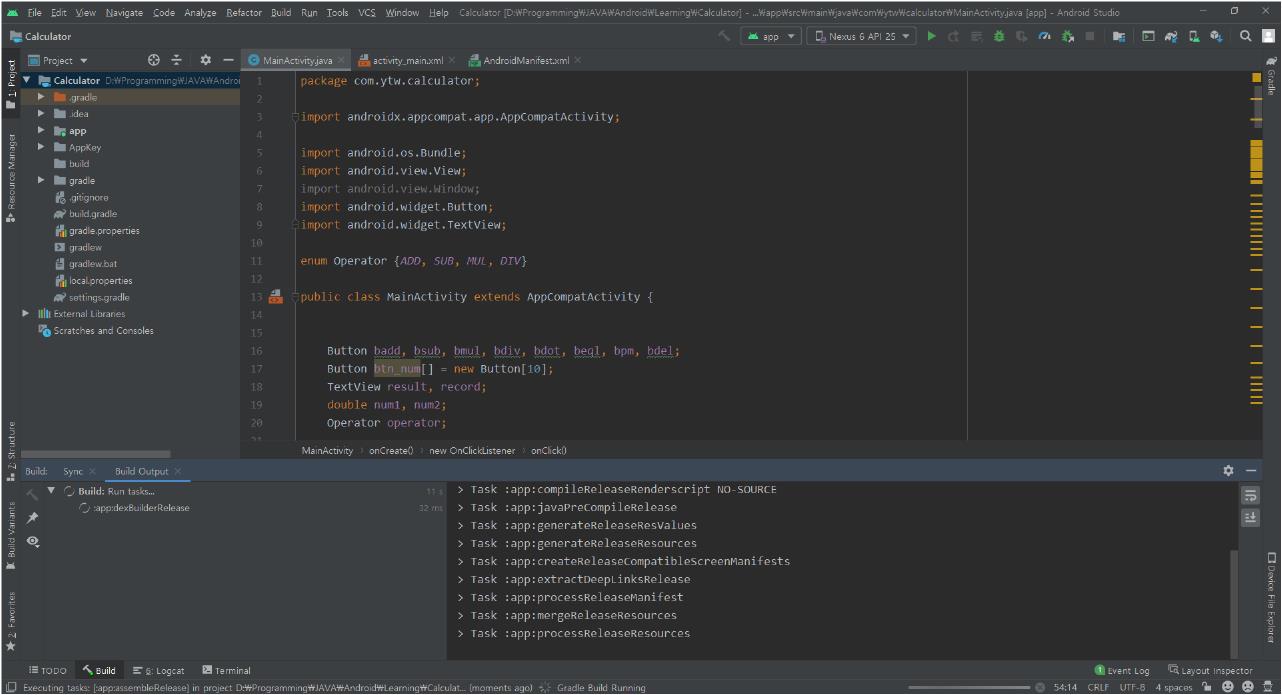 File Edit View Navigate Code Analyze Refactor Build Run Tools VCS Window Help Calculator [D:₩Programming₩JAVA₩Android₩Learning₩Calculator] - ...₩app₩src₩main₩java₩com₩ytw₩calculator₩MainActivity.java [app] - Android Studio
Calculator
app
Nexus 6 API 25
Project
MainActivity.java
activity_main.xml
AndroidManifest.xml
1: Project
Resource Manager
Z: Structure
Build Variants
2: Favorites
Gradle
Device File Explorer
Calculator D:₩Programming₩JAVA₩Androi
.gradle
.idea
app
AppKey
build
gradle
.gitignore
build.gradle
gradle.properties
gradlew
gradlew.bat
local.properties
settings.gradle
External Libraries
Scratches and Consoles
1 package com.ytw.calculator;
2
3 import androidx.appcompat.app.AppCompatActivity;
4
5 import android.os.Bundle;
6 import android.view.View;
7 import android.view.Window;
8 import android.widget.Button;
9 import android.widget.TextView;
10
11 enum Operator {ADD, SUB, MUL, DIV}
12
13 public class MainActivity extends AppCompatActivity {
14
15
16 Button badd, bsub, bmul, bdiv, bdot, beql, bpm, bdel;
17 Button btn_num[] = new Button[10];
18 TextView result, record;
19 double num1, num2;
20 Operator operator;
21
MainActivity › onCreate() › new OnClickListener › onClick()
Build: Sync Build Output
Build: Run tasks... 11 s
:app:dexBuilderRelease 32 ms
> Task :app:compileReleaseRenderscript NO-SOURCE
> Task :app:javaPreCompileRelease
> Task :app:generateReleaseResValues
> Task :app:generateReleaseResources
> Task :app:createReleaseCompatibleScreenManifests
> Task :app:extractDeepLinksRelease
> Task :app:processReleaseManifest
> Task :app:mergeReleaseResources
> Task :app:processReleaseResources
TODO Build 6: Logcat Terminal 1 Event Log Layout Inspector
Executing tasks: [:app:assembleRelease] in project D:₩Programming₩JAVA₩Android₩Learning₩Calculat... (moments ago) Gradle Build Running 54:14 CRLF UTF-8 4 spaces